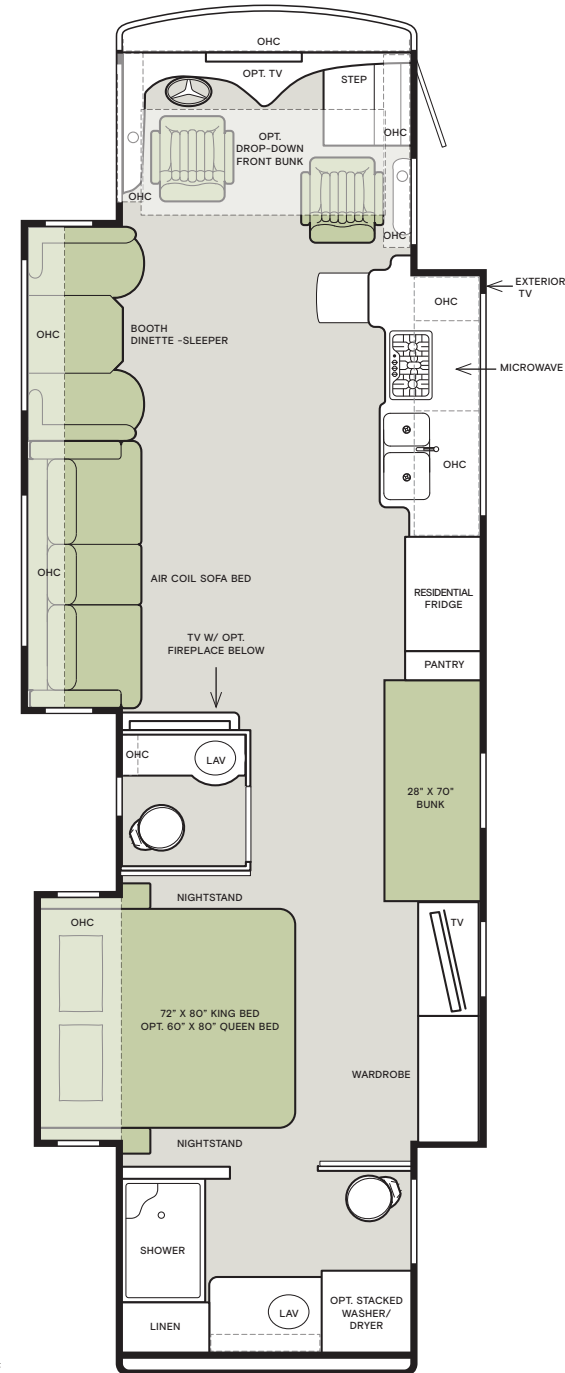 OHC
OPT. TV
STEP
OHC
OPT.
DROP-DOWN
FRONT BUNK
OHC
OHC
EXTERIOR
TV
OHC
OHC
BOOTH
DINETTE -SLEEPER
MICROWAVE
OHC
OHC
AIR COIL SOFA BED
RESIDENTIAL
FRIDGE
TV W/ OPT.
FIREPLACE BELOW
PANTRY
OHC
LAV
28" X 70"
BUNK
NIGHTSTAND
OHC
TV
72" X 80" KING BED
OPT. 60" X 80" QUEEN BED
WARDROBE
NIGHTSTAND
SHOWER
LINEN
LAV
OPT. STACKED
WASHER/
DRYER